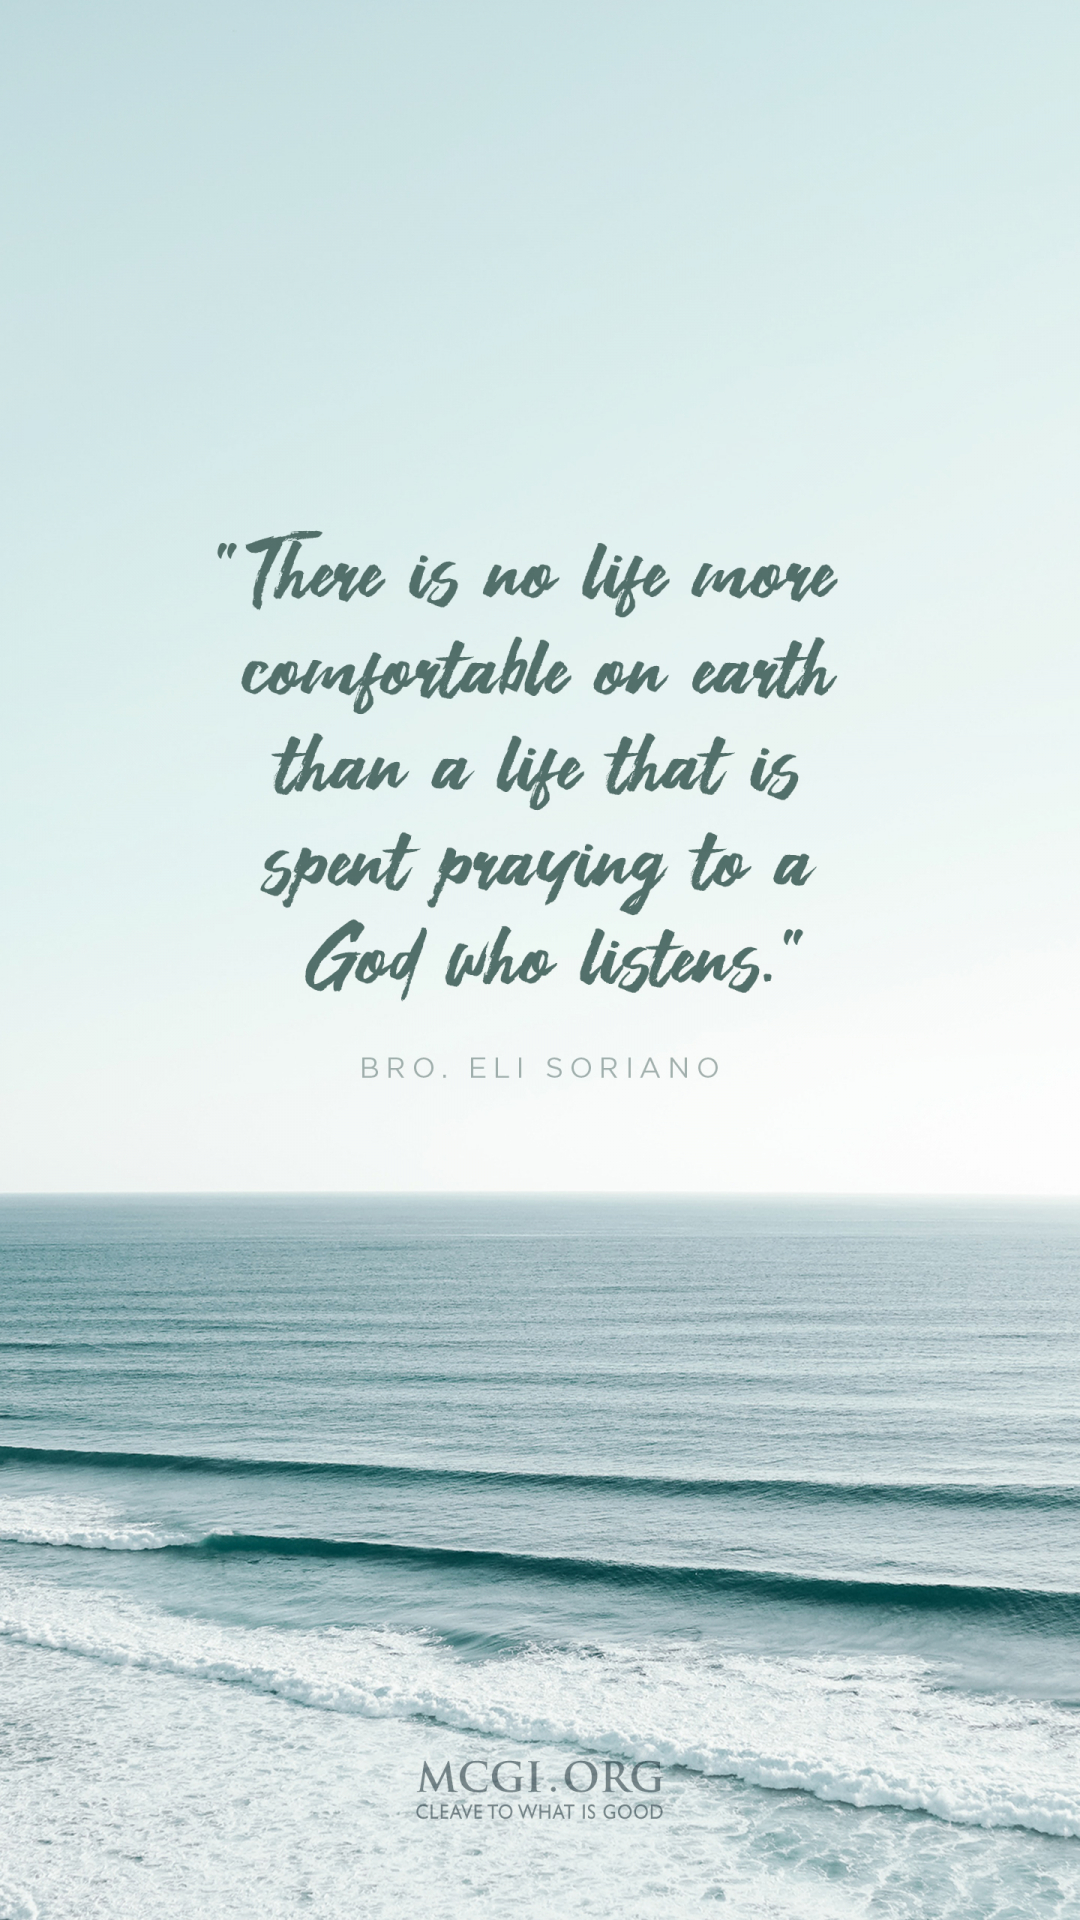 "There is no life more
comfortable on earth
than a life that is
spent praying to a
God who listens."
BRO. ELI SORIANO
MCGI.ORG
CLEAVE TO WHAT IS GOOD